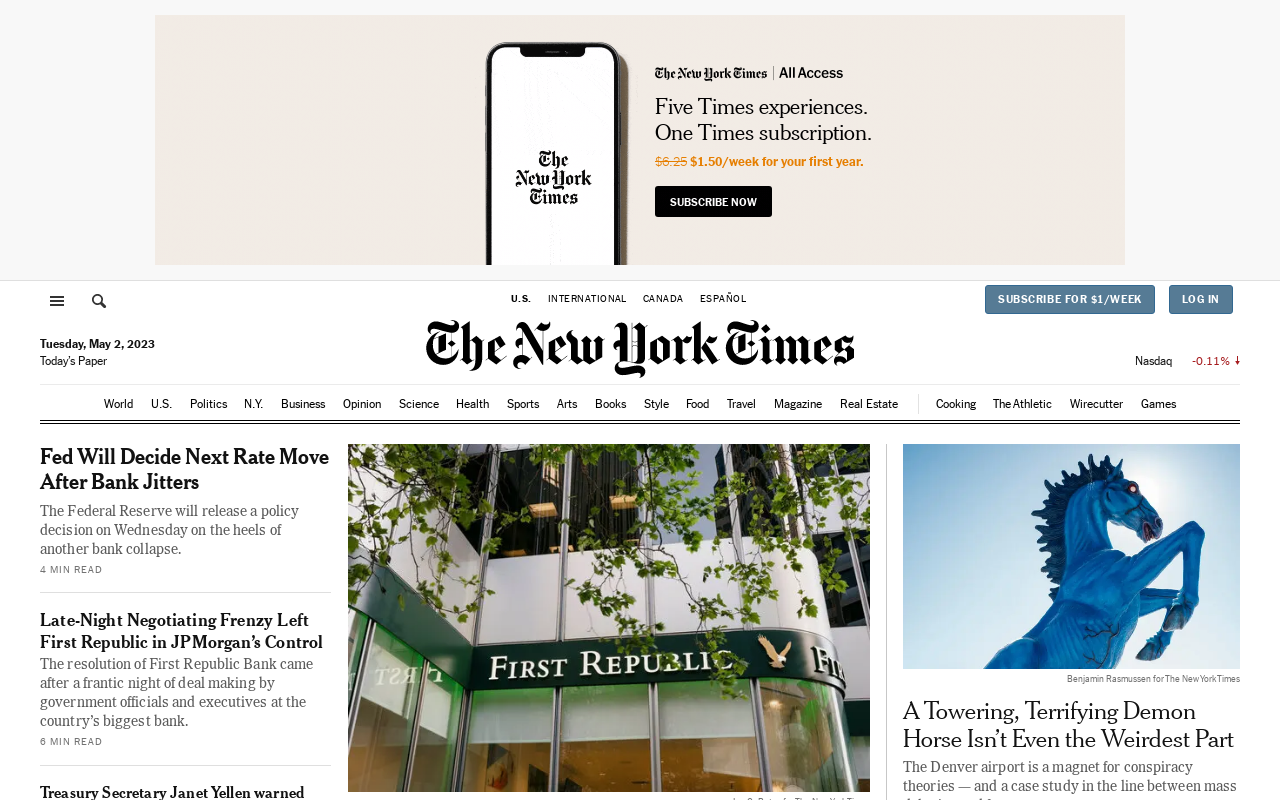 The New York Times | All Access
Five Times experiences.
One Times subscription.
$6.25 $1.50/week for your first year.
The
New York
Times
SUBSCRIBE NOW
U.S. INTERNATIONAL CANADA ESPAÑOL
SUBSCRIBE FOR $1/WEEK LOG IN
Tuesday, May 2, 2023
Today's Paper
The New York Times
Nasdaq -0.11%
World U.S. Politics N.Y. Business Opinion Science Health Sports Arts Books Style Food Travel Magazine Real Estate Cooking The Athletic Wirecutter Games
Fed Will Decide Next Rate Move
After Bank Jitters
The Federal Reserve will release a policy
decision on Wednesday on the heels of
another bank collapse.
4 MIN READ
Late-Night Negotiating Frenzy Left
First Republic in JPMorgan's Control
The resolution of First Republic Bank came
after a frantic night of deal making by
government officials and executives at the
country's biggest bank.
6 MIN READ
Treasury Secretary Janet Yellen warned
FIRST REPUBLIC
Benjamin Rasmussen for The New York Times
A Towering, Terrifying Demon
Horse Isn't Even the Weirdest Part
The Denver airport is a magnet for conspiracy
theories — and a case study in the line between mass